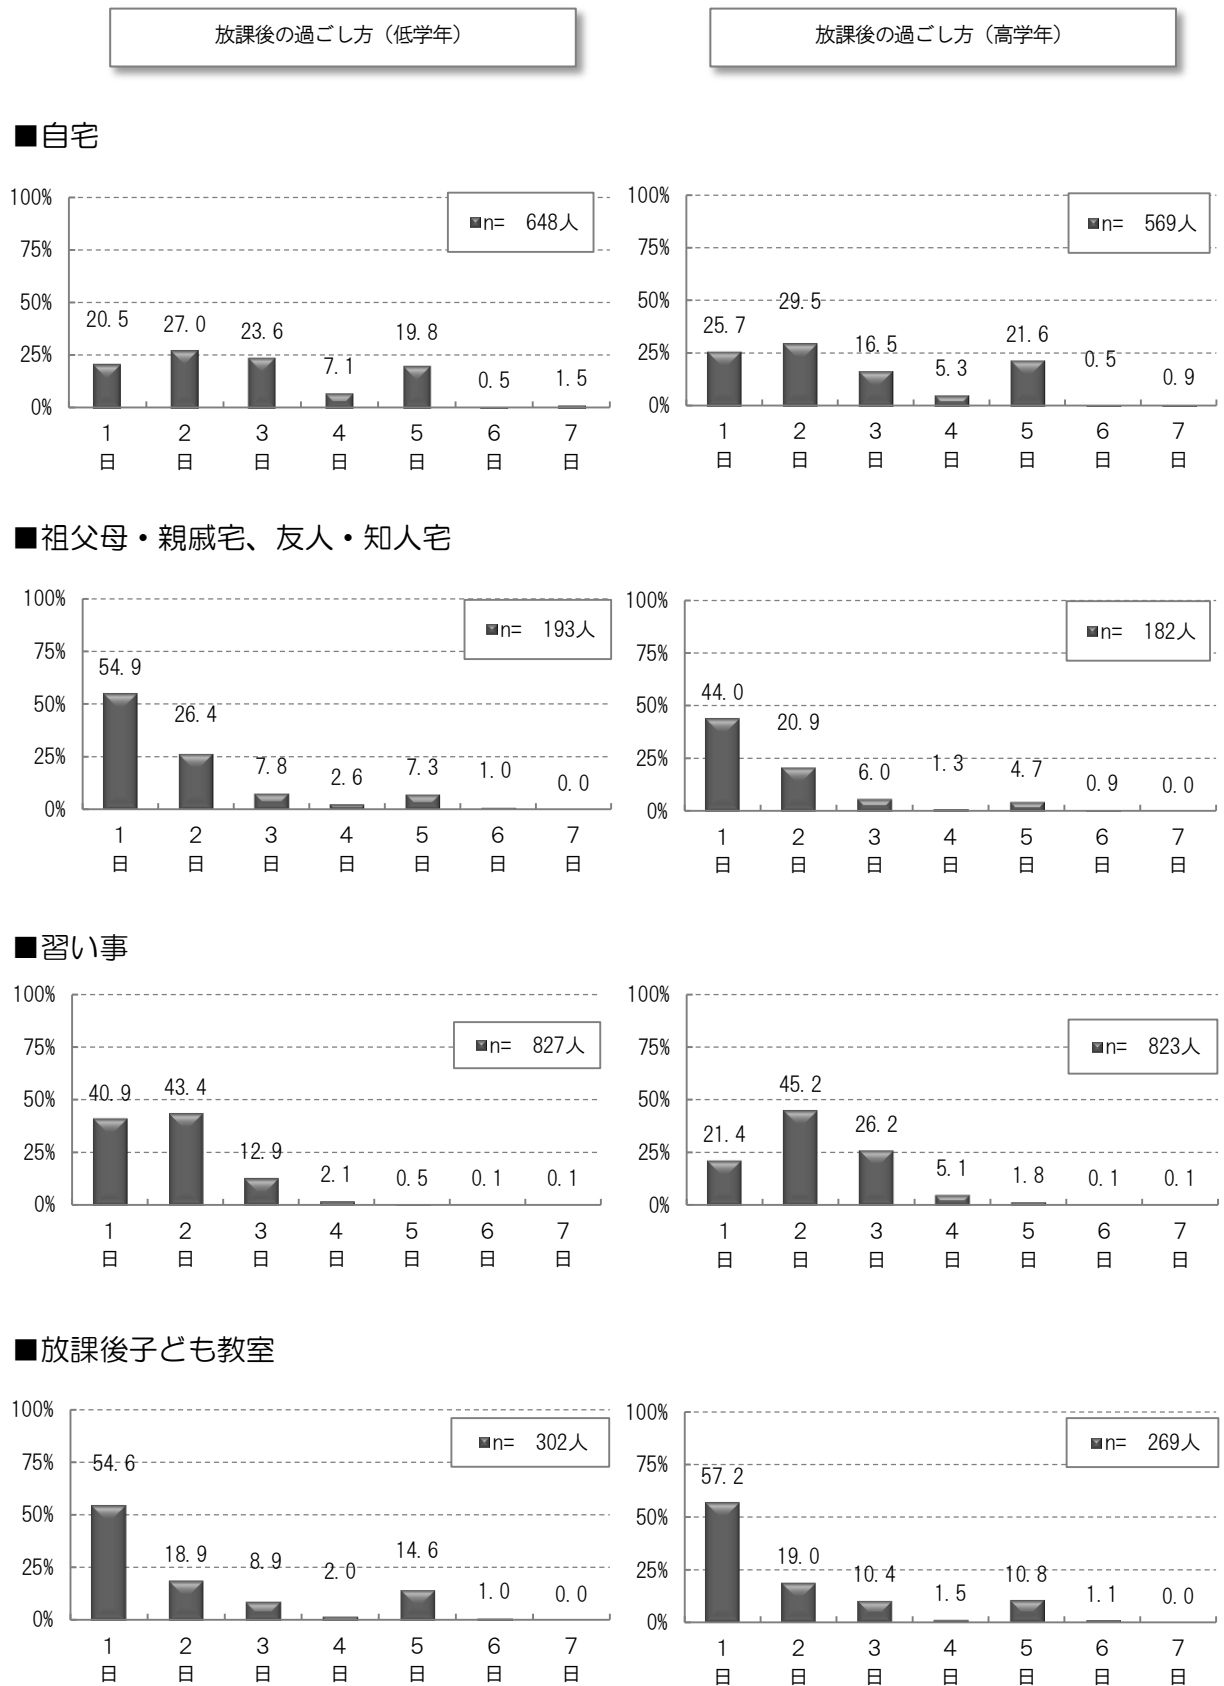 放課後の過ごし方（低学年）
放課後の過ごし方（高学年）
■自宅
100%
75%
50%
25%
0%
n= 648人
20.5 27.0 23.6 7.1 19.8 0.5 1.5
1 2 3 4 5 6 7
日 日 日 日 日 日 日
100%
75%
50%
25%
0%
n= 569人
25.7 29.5 16.5 5.3 21.6 0.5 0.9
1 2 3 4 5 6 7
日 日 日 日 日 日 日
■祖父母・親戚宅、友人・知人宅
100%
75%
50%
25%
0%
n= 193人
54.9 26.4 7.8 2.6 7.3 1.0 0.0
1 2 3 4 5 6 7
日 日 日 日 日 日 日
100%
75%
50%
25%
0%
n= 182人
44.0 20.9 6.0 1.3 4.7 0.9 0.0
1 2 3 4 5 6 7
日 日 日 日 日 日 日
■習い事
100%
75%
50%
25%
0%
n= 827人
40.9 43.4 12.9 2.1 0.5 0.1 0.1
1 2 3 4 5 6 7
日 日 日 日 日 日 日
100%
75%
50%
25%
0%
n= 823人
21.4 45.2 26.2 5.1 1.8 0.1 0.1
1 2 3 4 5 6 7
日 日 日 日 日 日 日
■放課後子ども教室
100%
75%
50%
25%
0%
n= 302人
54.6 18.9 8.9 2.0 14.6 1.0 0.0
1 2 3 4 5 6 7
日 日 日 日 日 日 日
100%
75%
50%
25%
0%
n= 269人
57.2 19.0 10.4 1.5 10.8 1.1 0.0
1 2 3 4 5 6 7
日 日 日 日 日 日 日